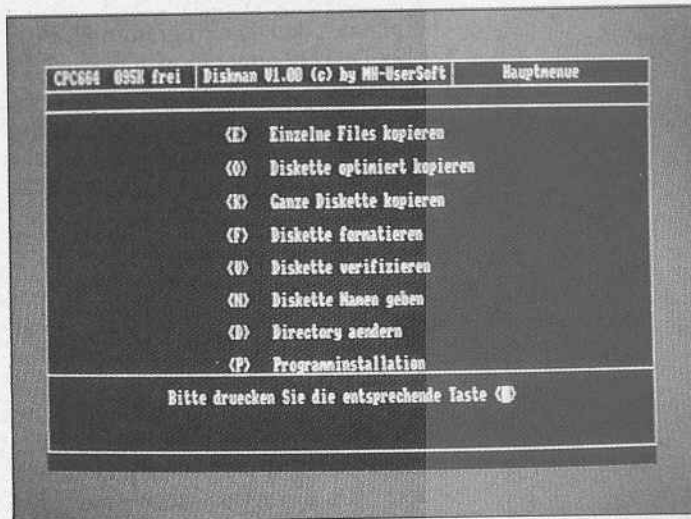 CPC664 095K frei Diskman V1.00 (c) by MH-UserSoft Hauptmenue
<E> Einzelne Files kopieren
<O> Diskette optimiert kopieren
<K> Ganze Diskette kopieren
<F> Diskette formatieren
<V> Diskette verifizieren
<N> Diskette Namen geben
<D> Directory aendern
<P> Programminstallation
Bitte druecken Sie die entsprechende Taste < >